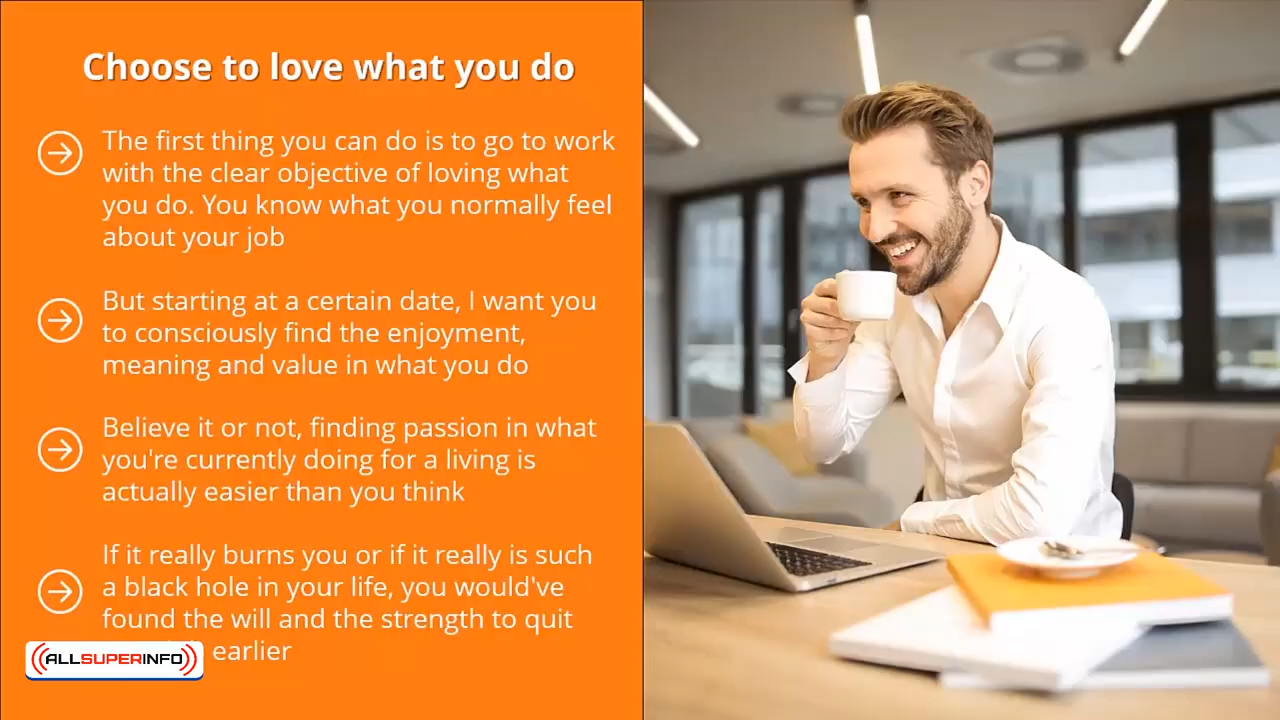 Choose to love what you do
The first thing you can do is to go to work
with the clear objective of loving what
you do. You know what you normally feel
about your job
But starting at a certain date, I want you
to consciously find the enjoyment,
meaning and value in what you do
Believe it or not, finding passion in what
you're currently doing for a living is
actually easier than you think
If it really burns you or if it really is such
a black hole in your life, you would've
found the will and the strength to quit
earlier
ALLSUPERINFO